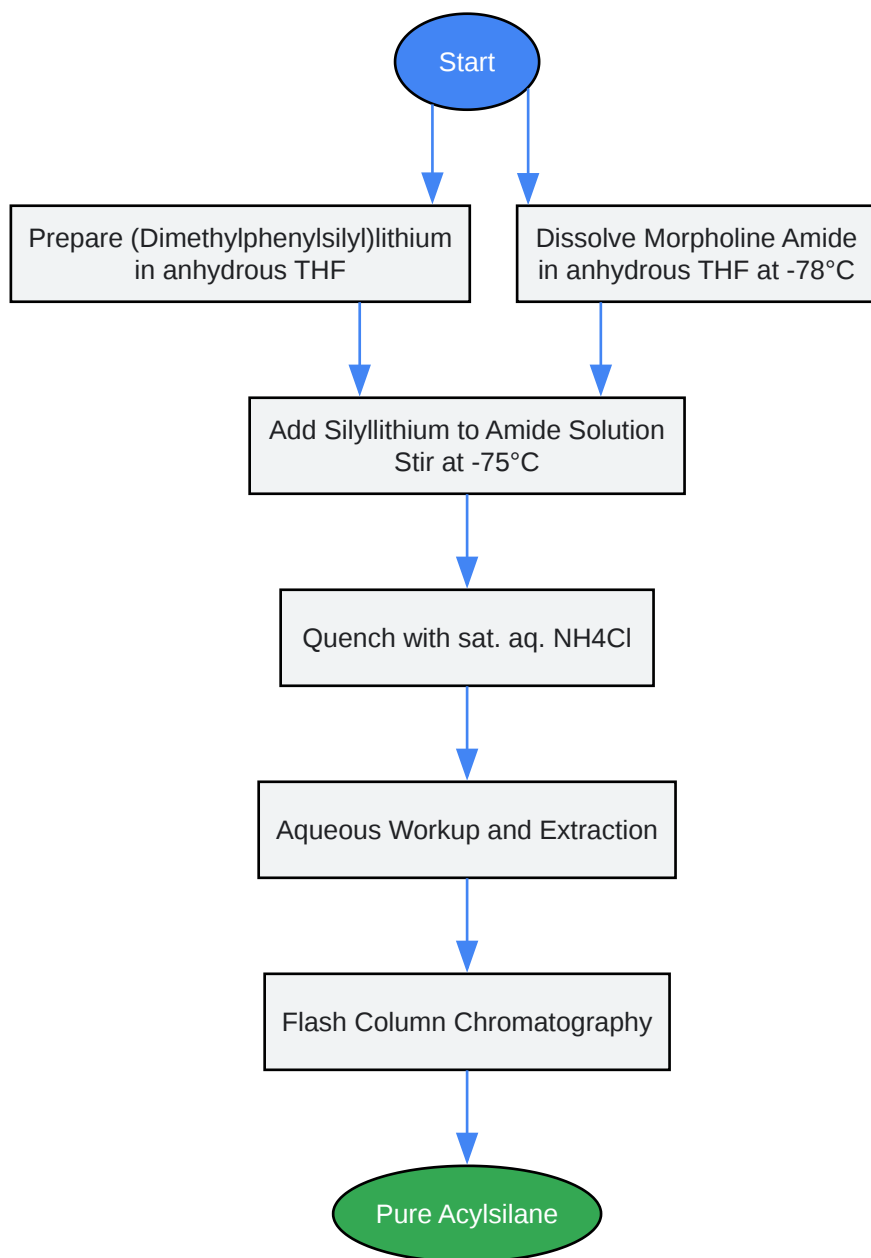 Start
Prepare (Dimethylphenylsilyl)lithium
in anhydrous THF
Dissolve Morpholine Amide
in anhydrous THF at -78°C
Add Silyllithium to Amide Solution
Stir at -75°C
Quench with sat. aq. NH4Cl
Aqueous Workup and Extraction
Flash Column Chromatography
Pure Acylsilane